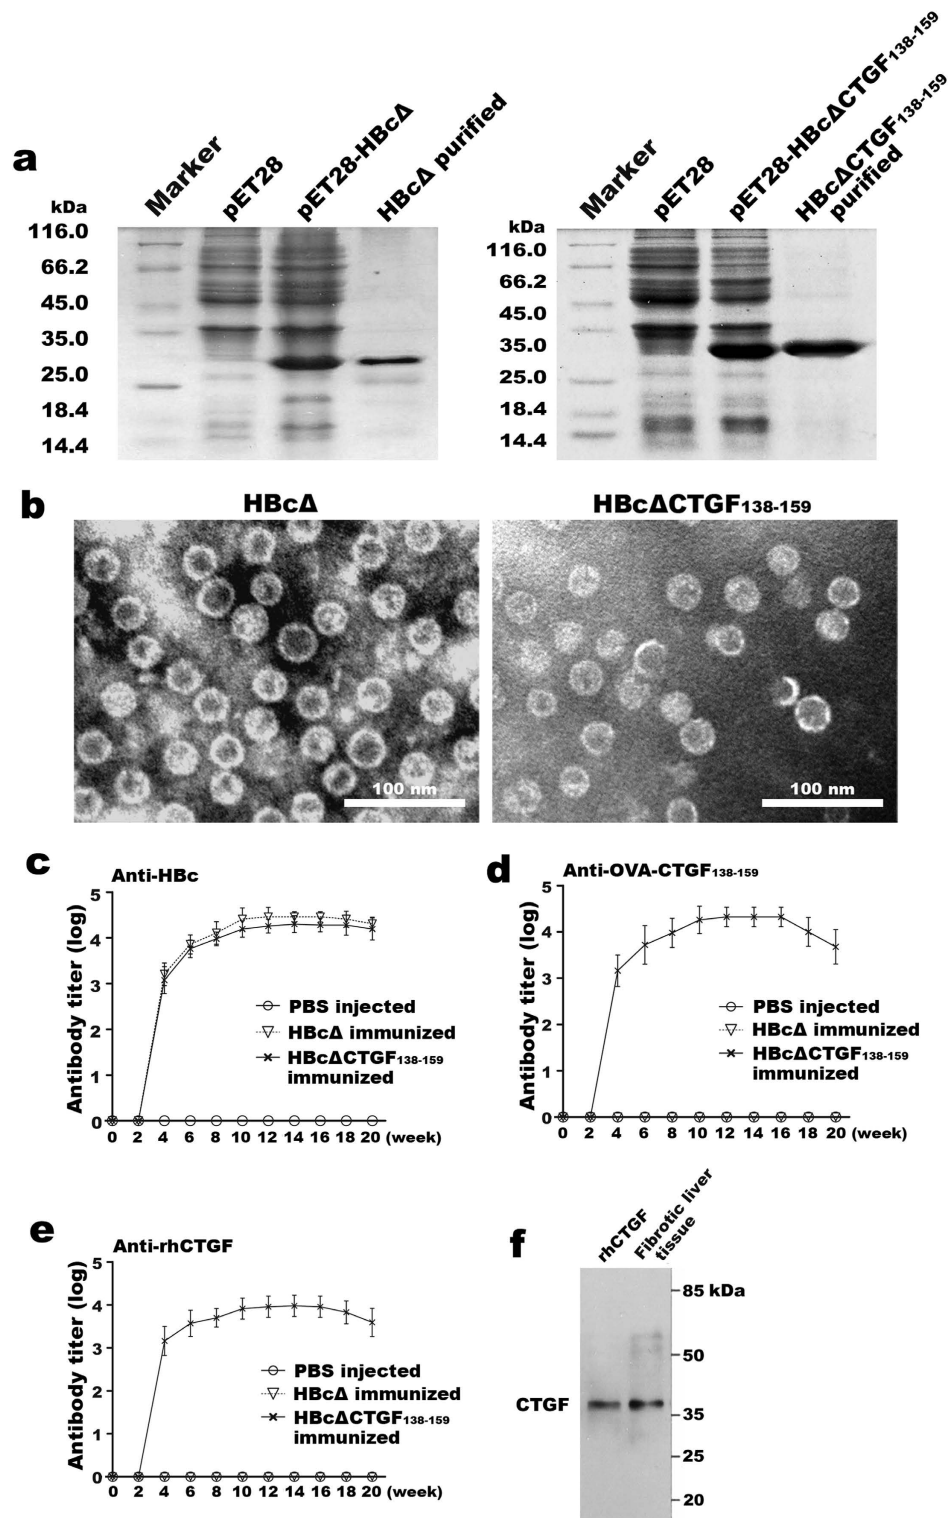 a
kDa
Marker
pET28
pET28-HBcΔ
HBcΔ purified
116.0
66.2
45.0
35.0
25.0
18.4
14.4
kDa
Marker
pET28
pET28-HBcΔCTGF138-159
HBcΔCTGF138-159
purified
116.0
66.2
45.0
35.0
25.0
18.4
14.4
b
HBcΔ
HBcΔCTGF138-159
100 nm
100 nm
c
Anti-HBc
Antibody titer (log)
5
4
3
2
1
0
PBS injected
HBcΔ immunized
HBcΔCTGF138-159
immunized
0 2 4 6 8 10 12 14 16 18 20 (week)
d
Anti-OVA-CTGF138-159
Antibody titer (log)
5
4
3
2
1
0
PBS injected
HBcΔ immunized
HBcΔCTGF138-159
immunized
0 2 4 6 8 10 12 14 16 18 20 (week)
e
Anti-rhCTGF
Antibody titer (log)
5
4
3
2
1
0
PBS injected
HBcΔ immunized
HBcΔCTGF138-159
immunized
0 2 4 6 8 10 12 14 16 18 20 (week)
f
rhCTGF
Fibrotic liver
tissue
85 kDa
50
CTGF
35
25
20